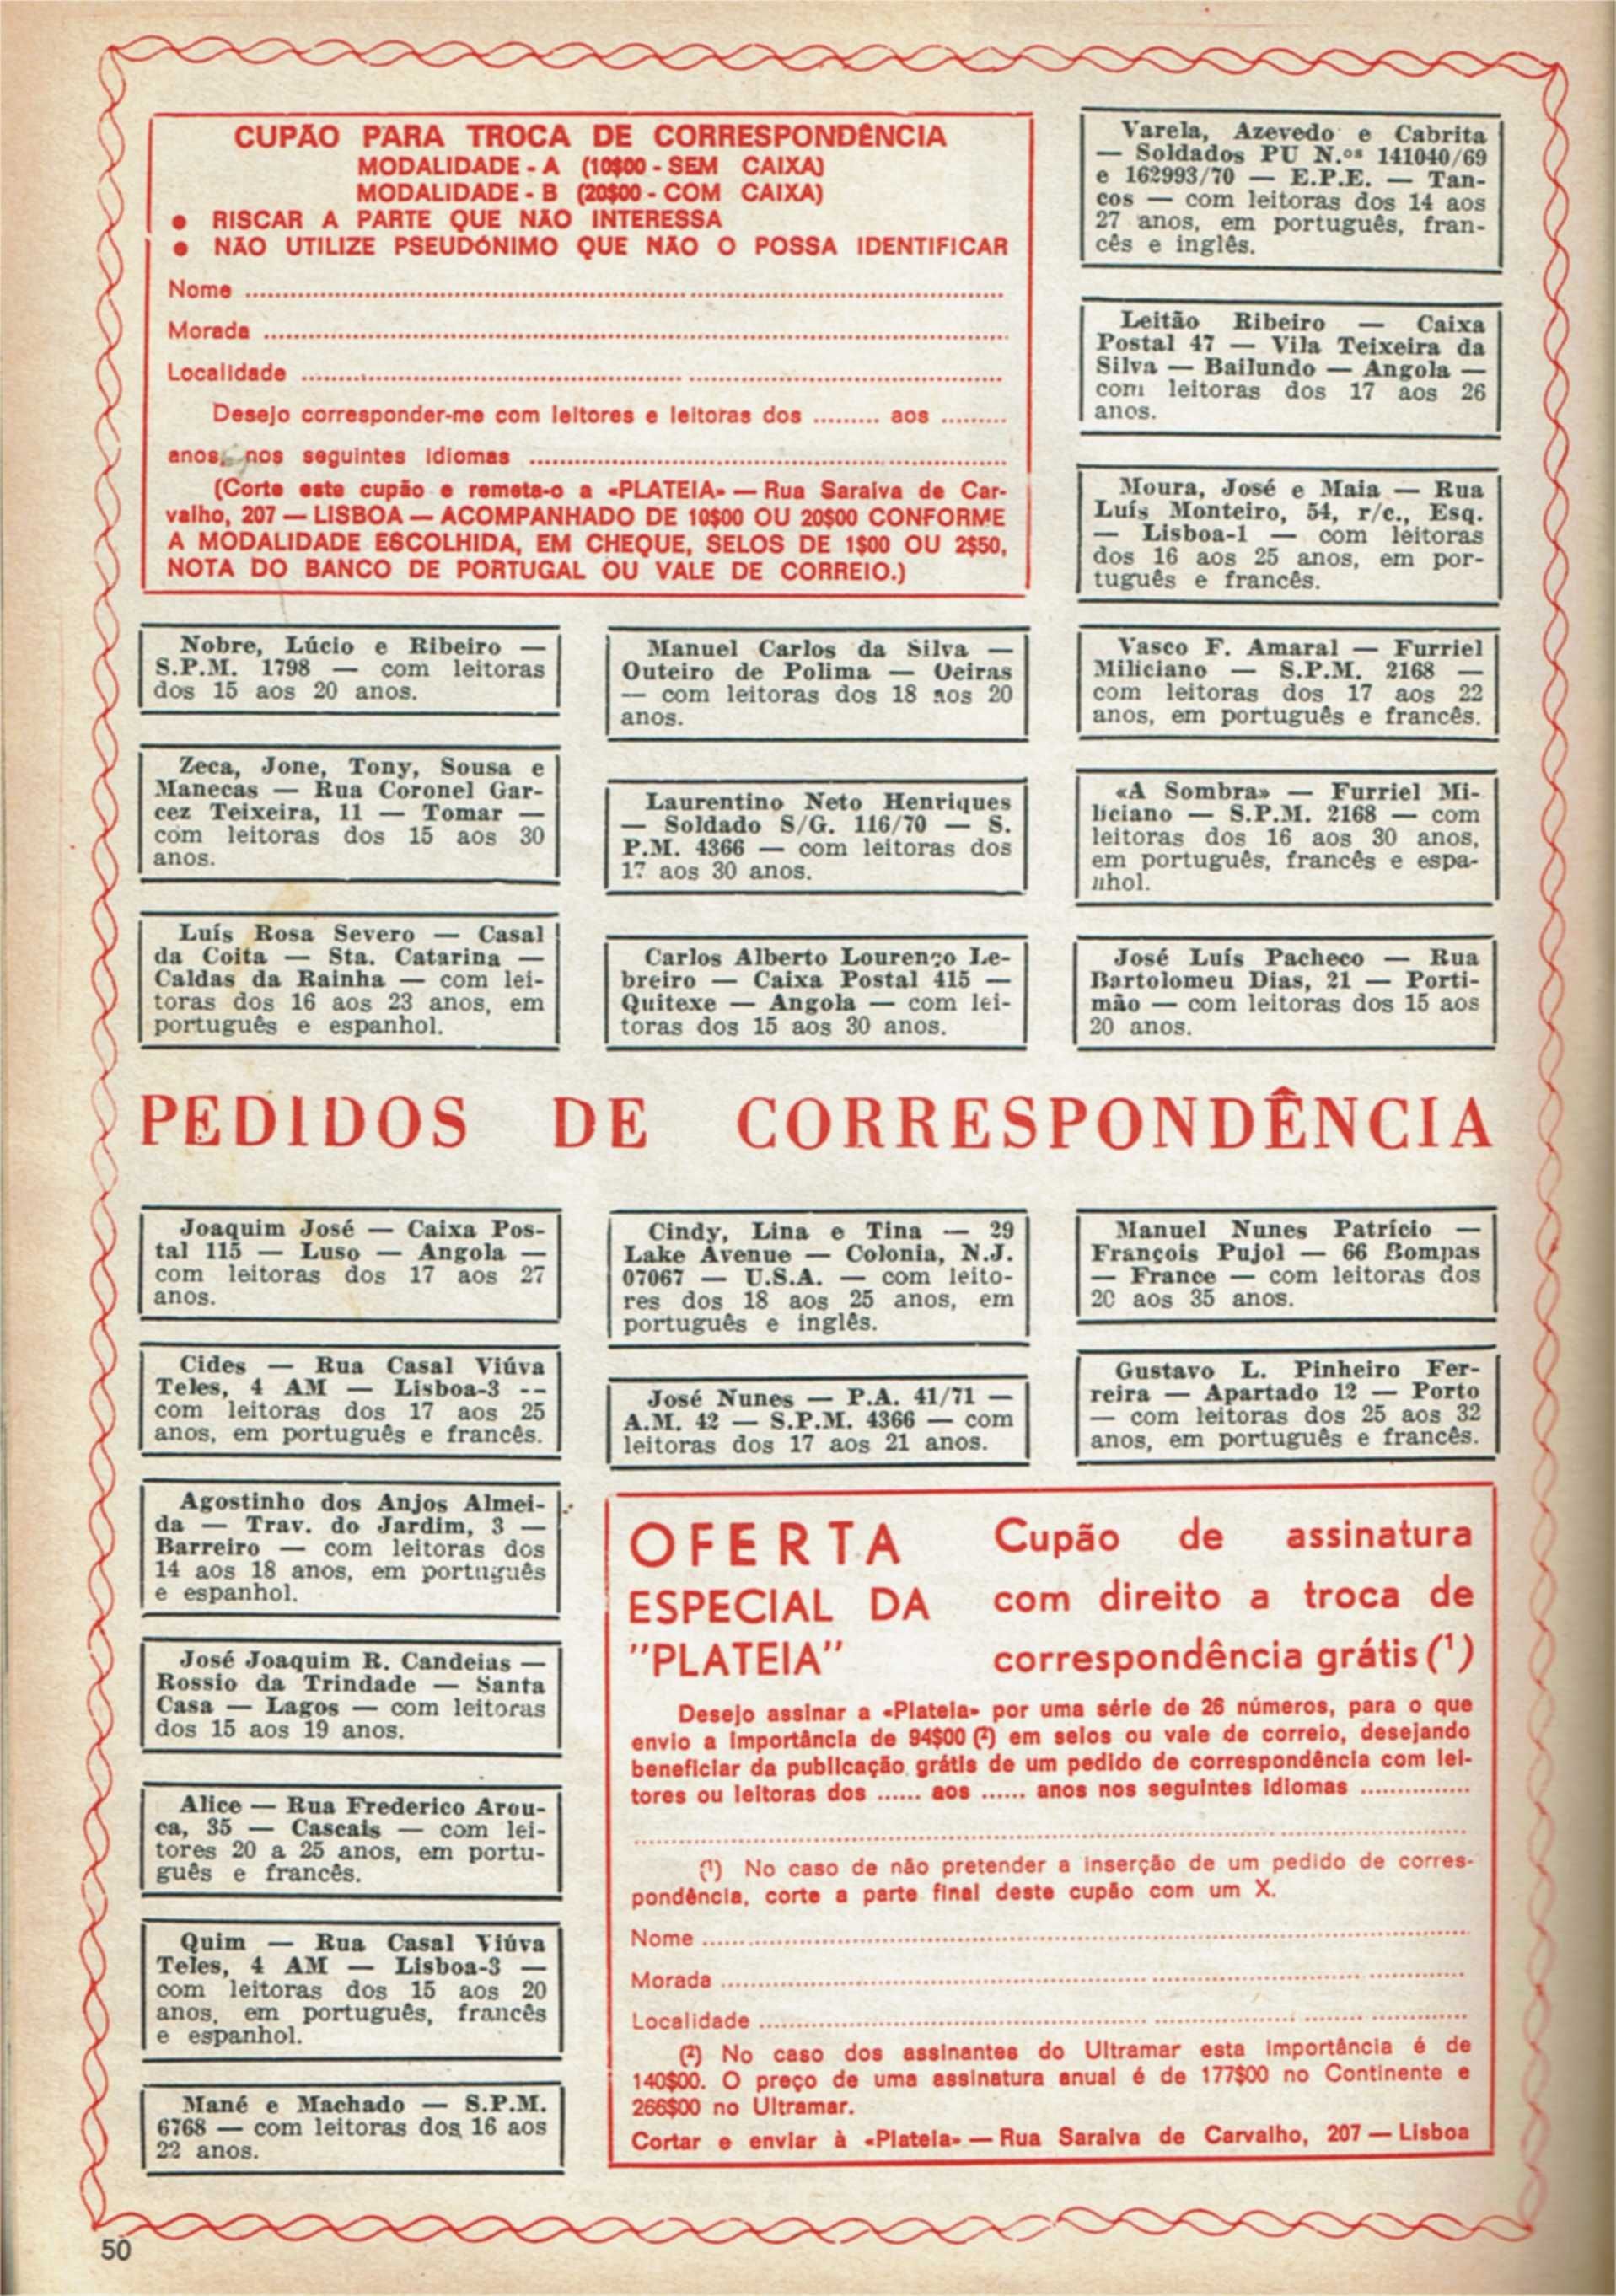 CUPÃO PARA TROCA DE CORRESPONDÊNCIA
MODALIDADE - A (10$00 - SEM CAIXA)
MODALIDADE - B (20$00 - COM CAIXA)
● RISCAR A PARTE QUE NÃO INTERESSA
● NÃO UTILIZE PSEUDÓNIMO QUE NÃO O POSSA IDENTIFICAR
Nome ........................................
Morada ........................................
Localidade ........................................
Desejo corresponder-me com leitores e leitoras dos ......... aos .........
anos, nos seguintes idiomas ........................................
(Corte este cupão e remeta-o a «PLATEIA» — Rua Saraiva de Car-
valho, 207 — LISBOA — ACOMPANHADO DE 10$00 OU 20$00 CONFORME
A MODALIDADE ESCOLHIDA, EM CHEQUE, SELOS DE 1$00 OU 2$50,
NOTA DO BANCO DE PORTUGAL OU VALE DE CORREIO.)
Nobre, Lúcio e Ribeiro —
S.P.M. 1798 — com leitoras
dos 15 aos 20 anos.
Zeca, Jone, Tony, Sousa e
Manecas — Rua Coronel Gar-
cez Teixeira, 11 — Tomar —
com leitoras dos 15 aos 30
anos.
Luís Rosa Severo — Casal
da Coita — Sta. Catarina —
Caldas da Rainha — com lei-
toras dos 16 aos 23 anos, em
português e espanhol.
Manuel Carlos da Silva —
Outeiro de Polima — Oeiras
— com leitoras dos 18 aos 20
anos.
Laurentino Neto Henriques
— Soldado S/G. 116/70 — S.
P.M. 4366 — com leitoras dos
17 aos 30 anos.
Carlos Alberto Lourenço Le-
breiro — Caixa Postal 415 —
Quitexe — Angola — com lei-
toras dos 15 aos 30 anos.
Varela, Azevedo e Cabrita
— Soldados PU N.os 141040/69
e 162993/70 — E.P.E. — Tan-
cos — com leitoras dos 14 aos
27 anos, em português, fran-
cês e inglês.
Leitão Ribeiro — Caixa
Postal 47 — Vila Teixeira da
Silva — Bailundo — Angola —
com leitoras dos 17 aos 26
anos.
Moura, José e Maia — Rua
Luís Monteiro, 54, r/c., Esq.
— Lisboa-1 — com leitoras
dos 16 aos 25 anos, em por-
tuguês e francês.
Vasco F. Amaral — Furriel
Miliciano — S.P.M. 2168 —
com leitoras dos 17 aos 22
anos, em português e francês.
«A Sombra» — Furriel Mi-
liciano — S.P.M. 2168 — com
leitoras dos 16 aos 30 anos,
em português, francês e espa-
nhol.
José Luís Pacheco — Rua
Bartolomeu Dias, 21 — Porti-
mão — com leitoras dos 15 aos
20 anos.
PEDIDOS DE CORRESPONDÊNCIA
Joaquim José — Caixa Pos-
tal 115 — Luso — Angola —
com leitoras dos 17 aos 27
anos.
Cides — Rua Casal Viúva
Teles, 4 AM — Lisboa-3 --
com leitoras dos 17 aos 25
anos, em português e francês.
Agostinho dos Anjos Almei-
da — Trav. do Jardim, 3 —
Barreiro — com leitoras dos
14 aos 18 anos, em português
e espanhol.
José Joaquim R. Candeias —
Rossio da Trindade — Santa
Casa — Lagos — com leitoras
dos 15 aos 19 anos.
Alice — Rua Frederico Arou-
ca, 35 — Cascais — com lei-
tores 20 a 25 anos, em portu-
guês e francês.
Quim — Rua Casal Viúva
Teles, 4 AM — Lisboa-3 —
com leitoras dos 15 aos 20
anos, em português, francês
e espanhol.
Mané e Machado — S.P.M.
6768 — com leitoras dos 16 aos
22 anos.
Cindy, Lina e Tina — 29
Lake Avenue — Colonia, N.J.
07067 — U.S.A. — com leito-
res dos 18 aos 25 anos, em
português e inglês.
José Nunes — P.A. 41/71 —
A.M. 42 — S.P.M. 4366 — com
leitoras dos 17 aos 21 anos.
Manuel Nunes Patrício —
François Pujol — 66 Bompas
— France — com leitoras dos
20 aos 35 anos.
Gustavo L. Pinheiro Fer-
reira — Apartado 12 — Porto
— com leitoras dos 25 aos 32
anos, em português e francês.
OFERTA
ESPECIAL DA
"PLATEIA"
Cupão de assinatura
com direito a troca de
correspondência grátis (¹)
Desejo assinar a «Plateia» por uma série de 26 números, para o que
envio a importância de 94$00 (²) em selos ou vale de correio, desejando
beneficiar da publicação grátis de um pedido de correspondência com lei-
tores ou leitoras dos ...... aos ...... anos nos seguintes idiomas ..............
........................................
(¹) No caso de não pretender a inserção de um pedido de corres-
pondência, corte a parte final deste cupão com um X.
Nome ........................................
Morada ........................................
Localidade ........................................
(²) No caso dos assinantes do Ultramar esta importância é de
140$00. O preço de uma assinatura anual é de 177$00 no Continente e
266$00 no Ultramar.
Cortar e enviar à «Plateia» — Rua Saraiva de Carvalho, 207 — Lisboa
50